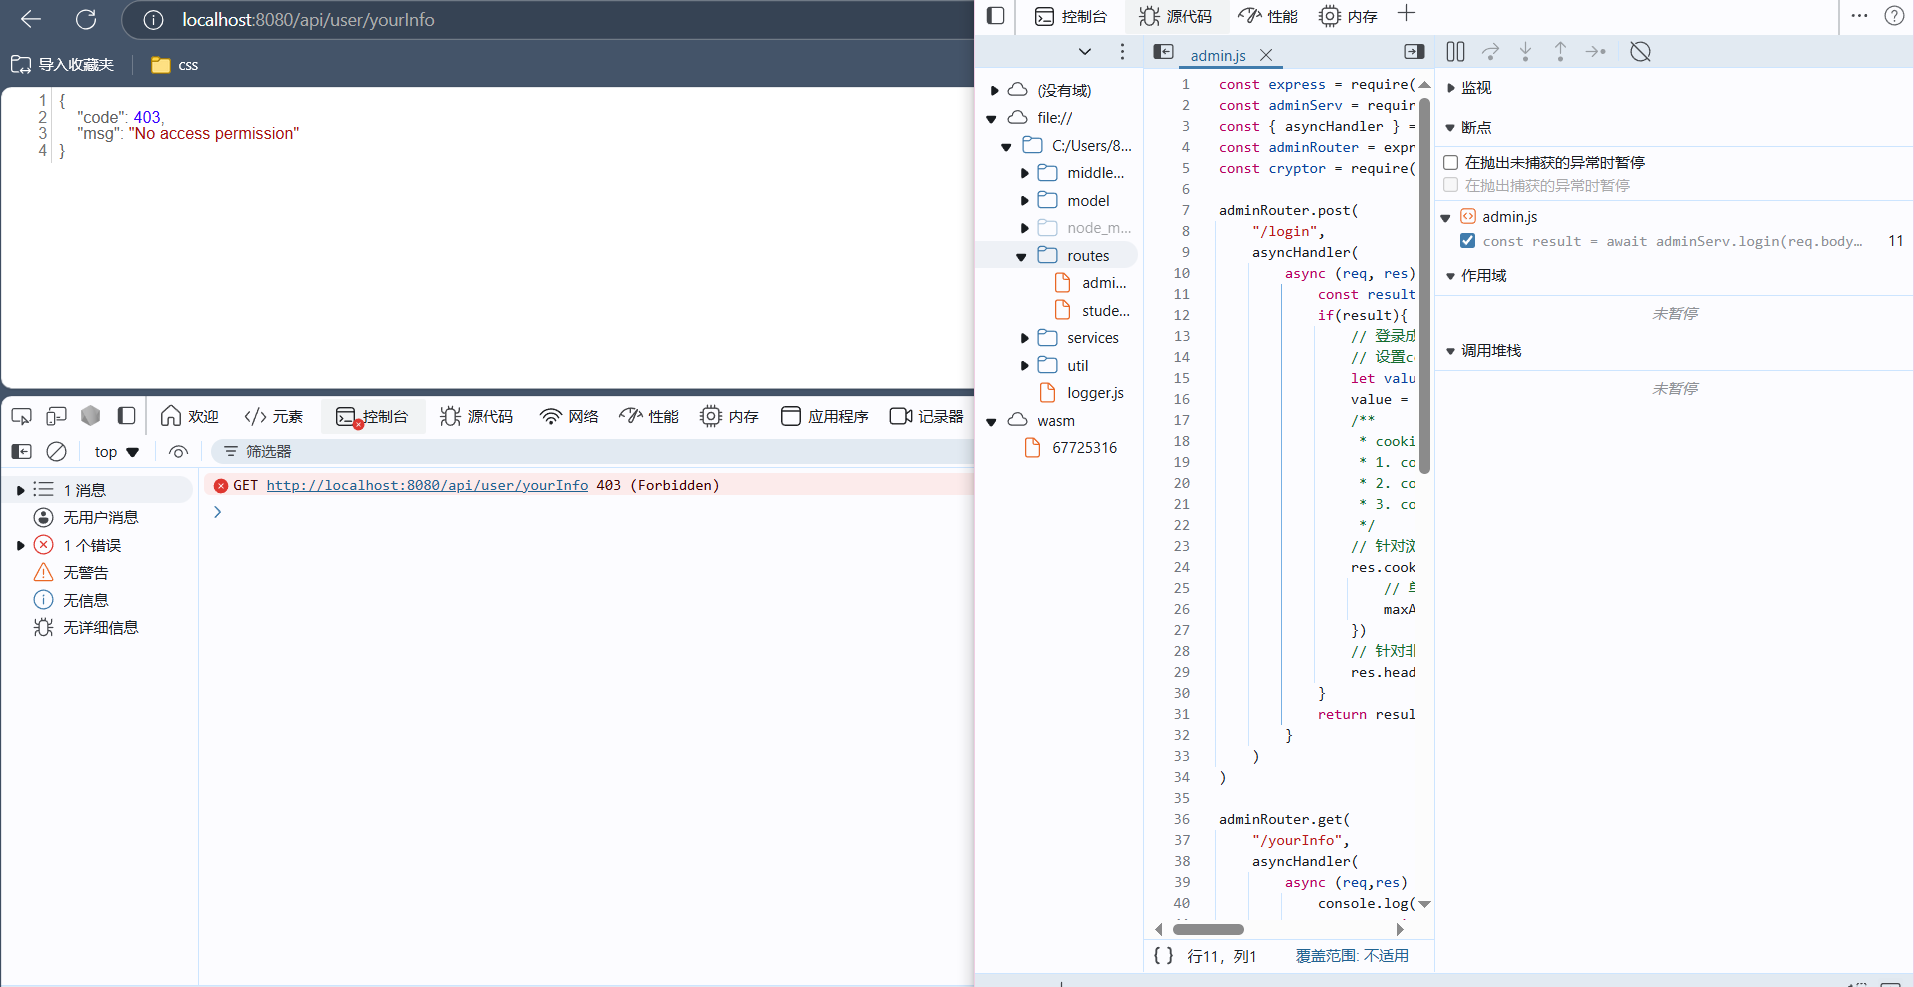 localhost:8080/api/user/yourInfo
导入收藏夹
css
1 {
2 "code": 403,
3 "msg": "No access permission"
4 }
欢迎
元素
控制台
源代码
网络
性能
内存
应用程序
记录器
top
筛选器
1 消息
无用户消息
1 个错误
无警告
无信息
无详细信息
GET http://localhost:8080/api/user/yourInfo 403 (Forbidden)
控制台
源代码
性能
内存
(没有域)
file://
C:/Users/8...
middle...
model
node_m...
routes
admi...
stude...
services
util
logger.js
wasm
67725316
admin.js
1 const express = require(
2 const adminServ = requir
3 const { asyncHandler } =
4 const adminRouter = expr
5 const cryptor = require(
6
7 adminRouter.post(
8 "/login",
9 asyncHandler(
10 async (req, res)
11 const result
12 if(result){
13 // 登录成
14 // 设置c
15 let valu
16 value =
17 /**
18 * cooki
19 * 1. co
20 * 2. co
21 * 3. co
22 */
23 // 针对浏
24 res.cook
25 // 单
26 maxA
27 })
28 // 针对非
29 res.head
30 }
31 return resul
32 }
33 )
34 )
35
36 adminRouter.get(
37 "/yourInfo",
38 asyncHandler(
39 async (req,res)
40 console.log(
{ } 行11，列1
覆盖范围: 不适用
监视
断点
在抛出未捕获的异常时暂停
在抛出捕获的异常时暂停
admin.js
const result = await adminServ.login(req.body… 11
作用域
未暂停
调用堆栈
未暂停